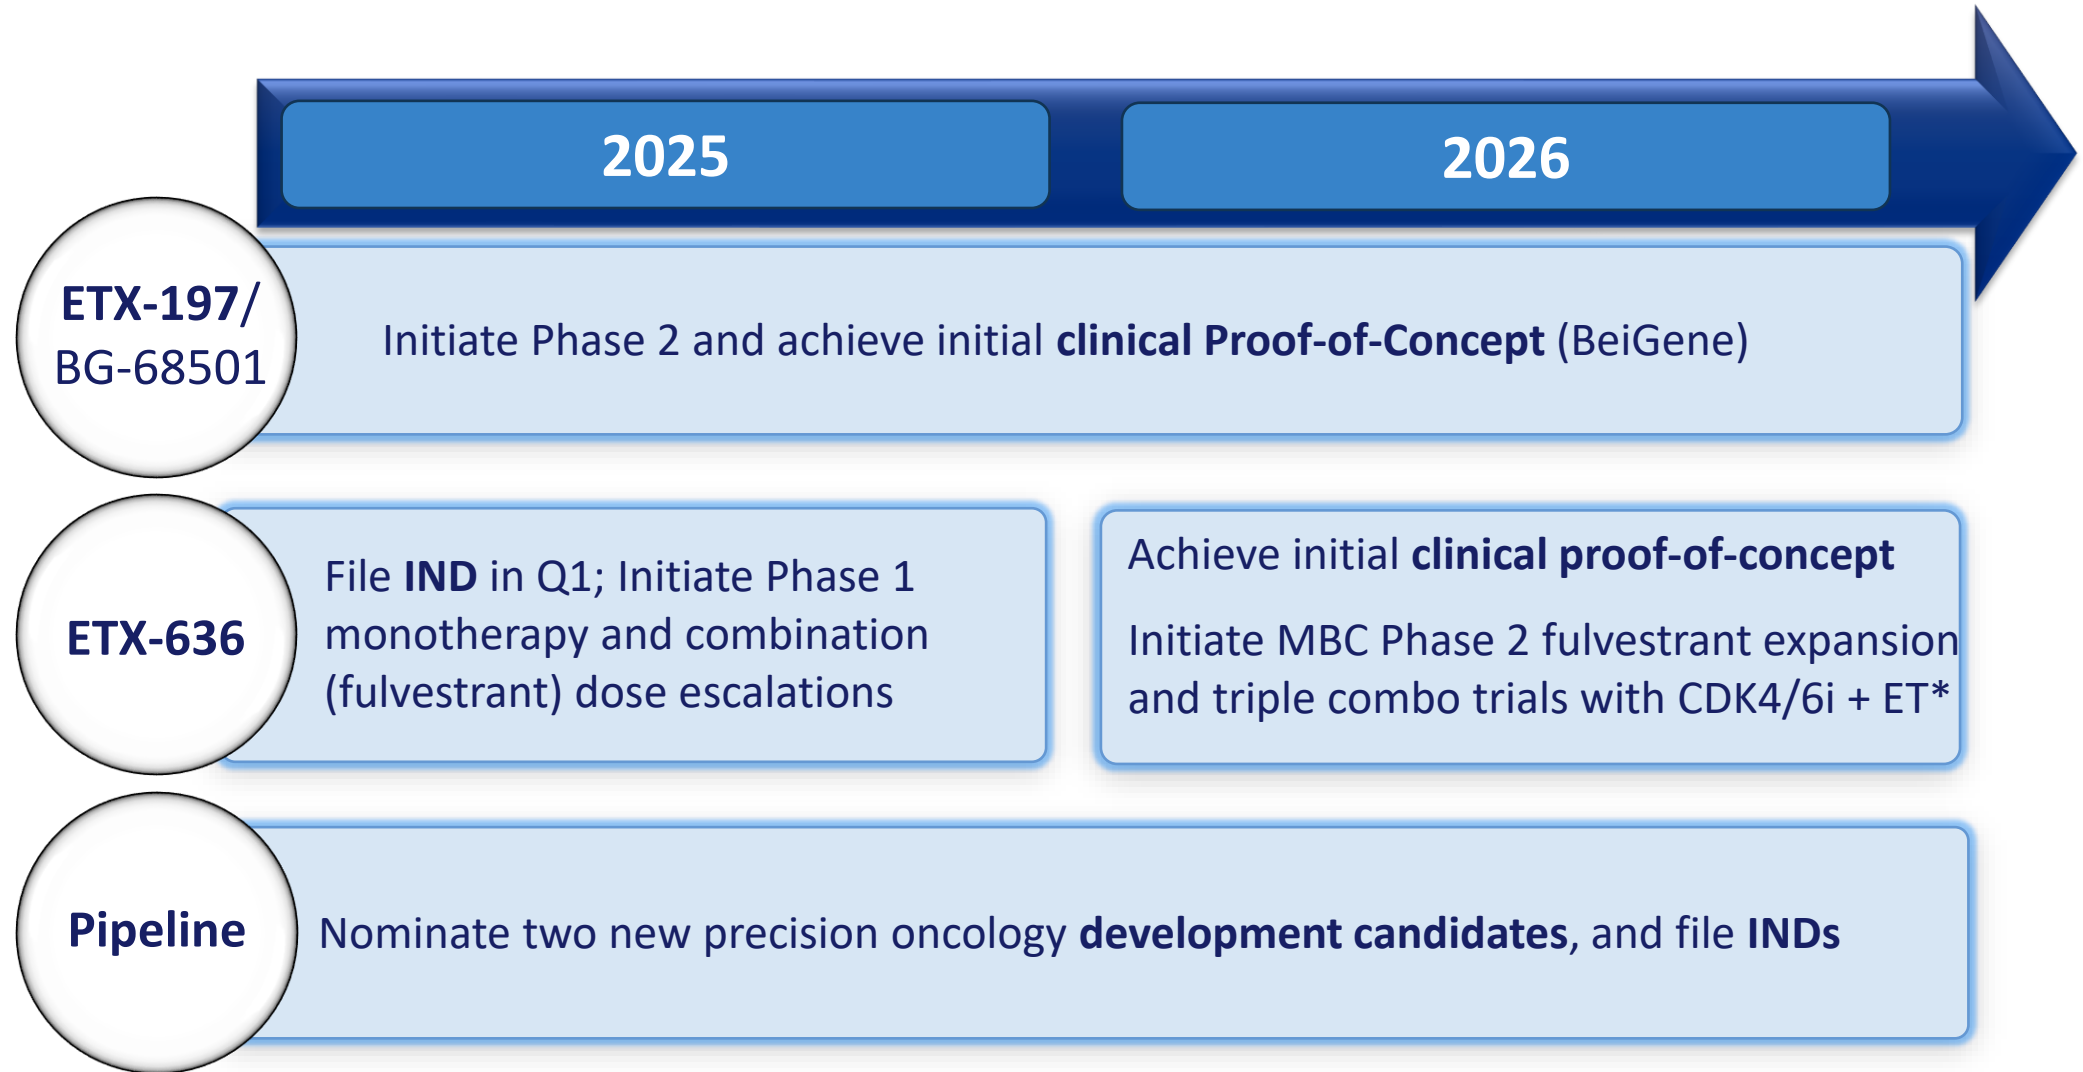 2025
2026
ETX-197/
BG-68501
Initiate Phase 2 and achieve initial clinical Proof-of-Concept (BeiGene)
ETX-636
File IND in Q1; Initiate Phase 1
monotherapy and combination
(fulvestrant) dose escalations
Achieve initial clinical proof-of-concept
Initiate MBC Phase 2 fulvestrant expansion
and triple combo trials with CDK4/6i + ET*
Pipeline
Nominate two new precision oncology development candidates, and file INDs